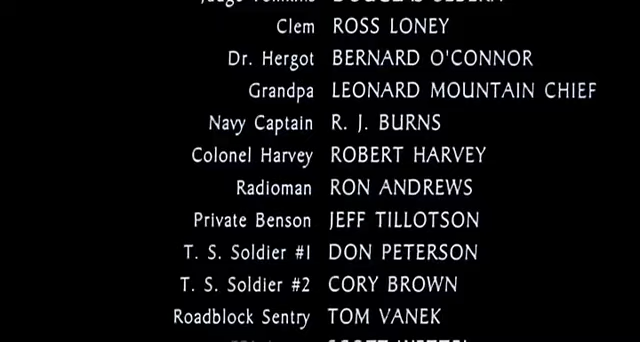 Clem ROSS LONEY
Dr. Hergot BERNARD O'CONNOR
Grandpa LEONARD MOUNTAIN CHIEF
Navy Captain R. J. BURNS
Colonel Harvey ROBERT HARVEY
Radioman RON ANDREWS
Private Benson JEFF TILLOTSON
T. S. Soldier #1 DON PETERSON
T. S. Soldier #2 CORY BROWN
Roadblock Sentry TOM VANEK